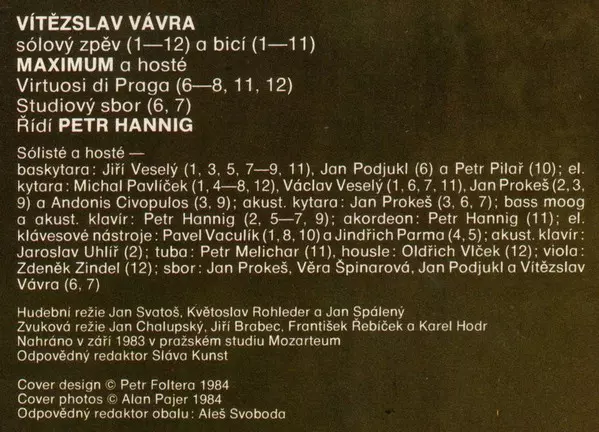 VÍTĚZSLAV VÁVRA
sólový zpěv (1—12) a bicí (1—11)
MAXIMUM a hosté
Virtuosi di Praga (6—8, 11, 12)
Studiový sbor (6, 7)
Řídí PETR HANNIG
Sólisté a hosté —
baskytara: Jiří Veselý (1, 3, 5, 7—9, 11), Jan Podjukl (6) a Petr Pilař (10); el.
kytara: Michal Pavlíček (1, 4—8, 12), Václav Veselý (1, 6, 7, 11), Jan Prokeš (2, 3,
9) a Andonis Civopulos (3, 9); akust. kytara: Jan Prokeš (3, 6, 7); bass moog
a akust. klavír: Petr Hannig (2, 5—7, 9); akordeon: Petr Hannig (11); el.
klávesové nástroje: Pavel Vaculík (1, 8, 10) a Jindřich Parma (4, 5); akust. klavír:
Jaroslav Uhlíř (2); tuba: Petr Melichar (11), housle: Oldřich Vlček (12); viola:
Zdeněk Zindel (12); sbor: Jan Prokeš, Věra Špinarová, Jan Podjukl a Vítězslav
Vávra (6, 7)
Hudební režie Jan Svatoš, Květoslav Rohleder a Jan Spálený
Zvuková režie Jan Chalupský, Jiří Brabec, František Řebíček a Karel Hodr
Nahráno v září 1983 v pražském studiu Mozarteum
Odpovědný redaktor Sláva Kunst
Cover design © Petr Foltera 1984
Cover photos © Alan Pajer 1984
Odpovědný redaktor obalu: Aleš Svoboda